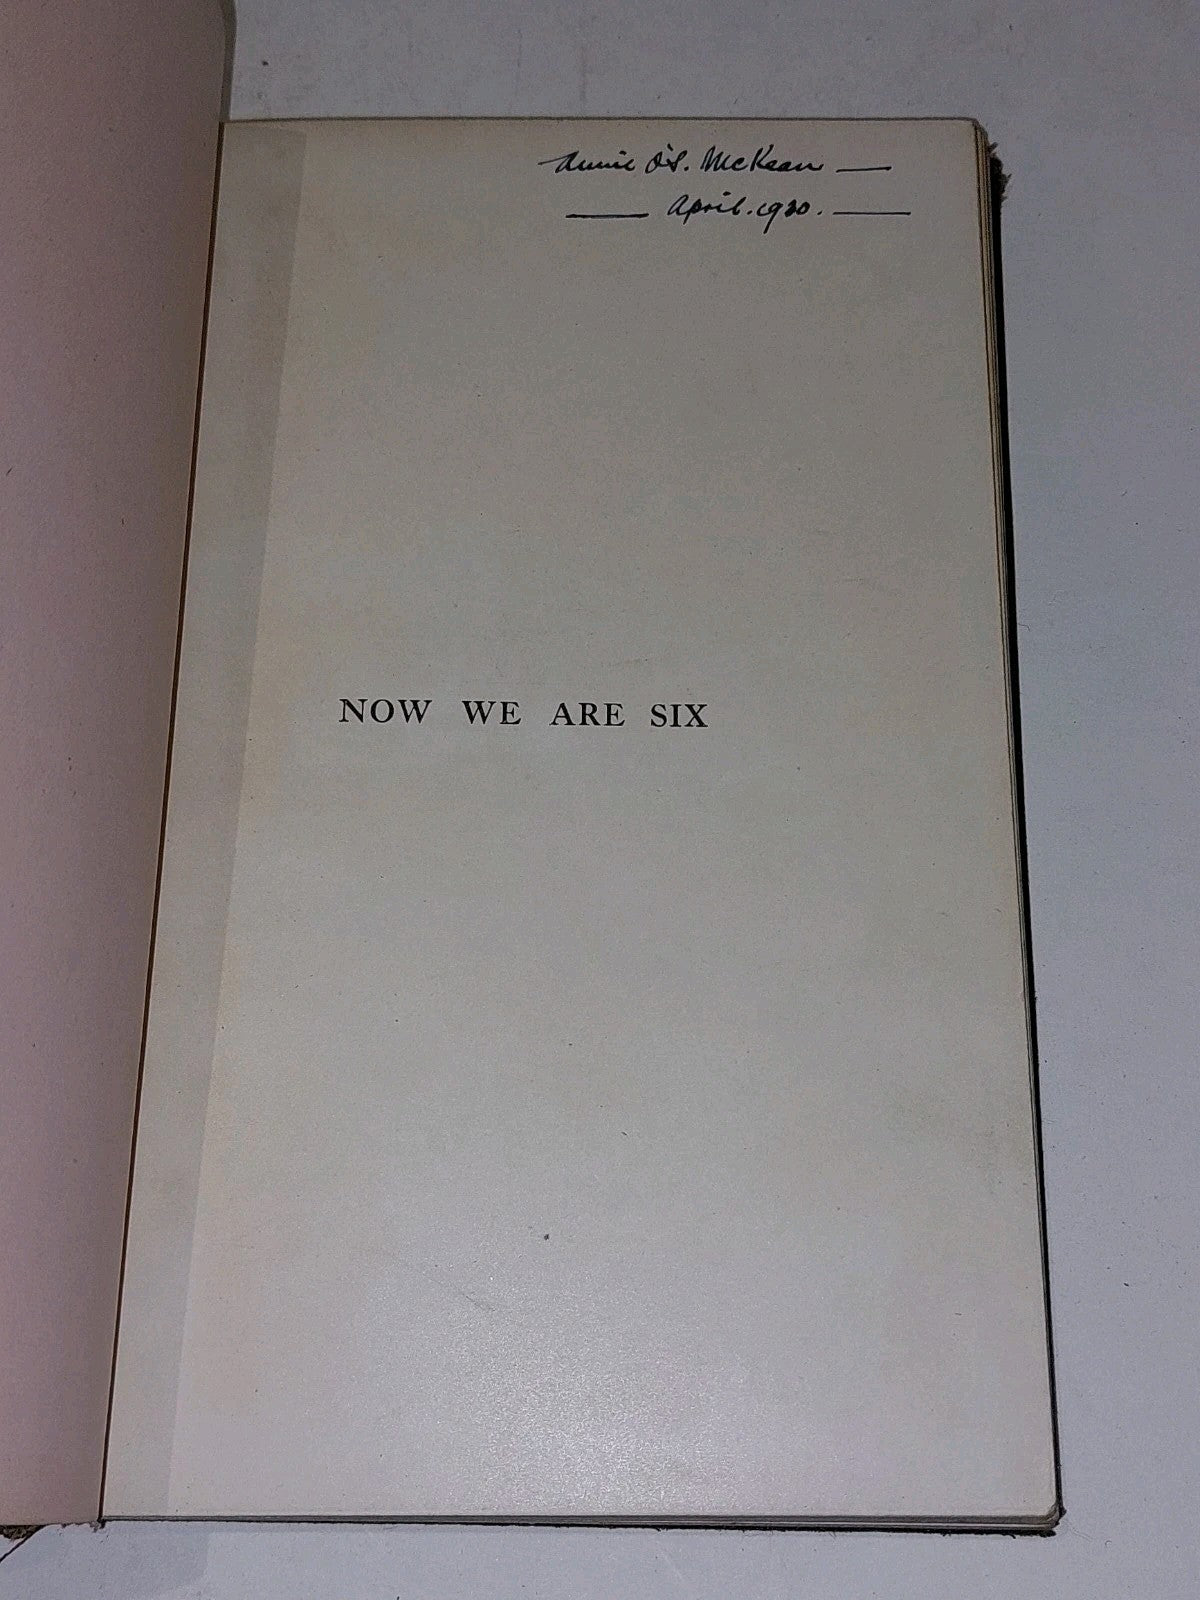 Annie O'S. McKean
April. 1930.
NOW WE ARE SIX